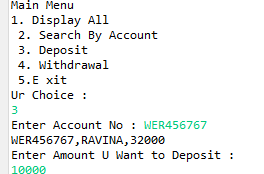 Main Menu
1. Display All
2. Search By Account
3. Deposit
4. Withdrawal
5.E xit
Ur Choice :
3
Enter Account No : WER456767
WER456767,RAVINA,32000
Enter Amount U Want to Deposit :
10000